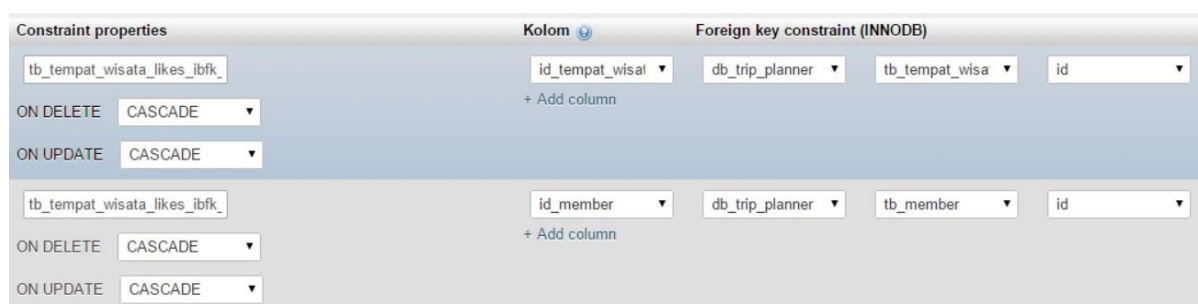 Constraint properties Kolom Foreign key constraint (INNODB)
tb_tempat_wisata_likes_ibfk_ id_tempat_wisat db_trip_planner tb_tempat_wisa id
+ Add column
ON DELETE CASCADE
ON UPDATE CASCADE
tb_tempat_wisata_likes_ibfk_ id_member db_trip_planner tb_member id
+ Add column
ON DELETE CASCADE
ON UPDATE CASCADE